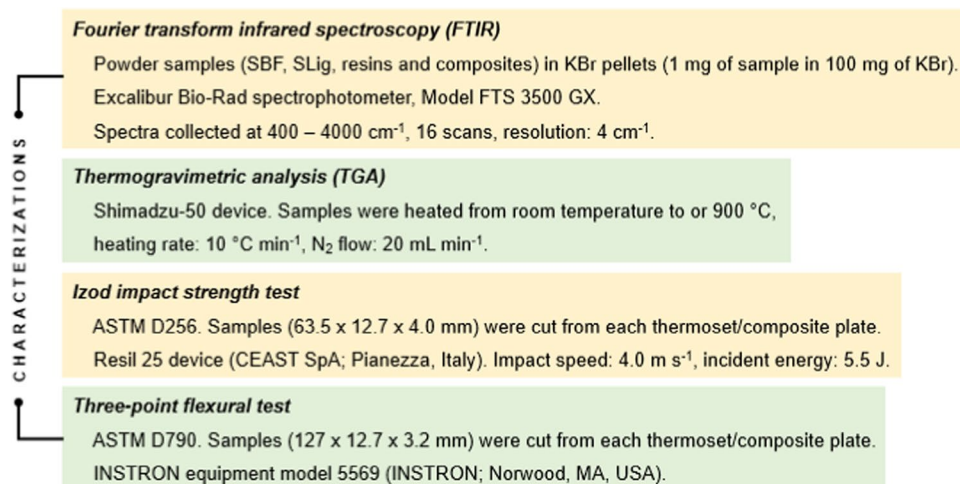 CHARACTERIZATIONS
Fourier transform infrared spectroscopy (FTIR)
Powder samples (SBF, SLig, resins and composites) in KBr pellets (1 mg of sample in 100 mg of KBr).
Excalibur Bio-Rad spectrophotometer, Model FTS 3500 GX.
Spectra collected at 400 – 4000 cm⁻¹, 16 scans, resolution: 4 cm⁻¹.
Thermogravimetric analysis (TGA)
Shimadzu-50 device. Samples were heated from room temperature to or 900 °C,
heating rate: 10 °C min⁻¹, N₂ flow: 20 mL min⁻¹.
Izod impact strength test
ASTM D256. Samples (63.5 x 12.7 x 4.0 mm) were cut from each thermoset/composite plate.
Resil 25 device (CEAST SpA; Pianezza, Italy). Impact speed: 4.0 m s⁻¹, incident energy: 5.5 J.
Three-point flexural test
ASTM D790. Samples (127 x 12.7 x 3.2 mm) were cut from each thermoset/composite plate.
INSTRON equipment model 5569 (INSTRON; Norwood, MA, USA).